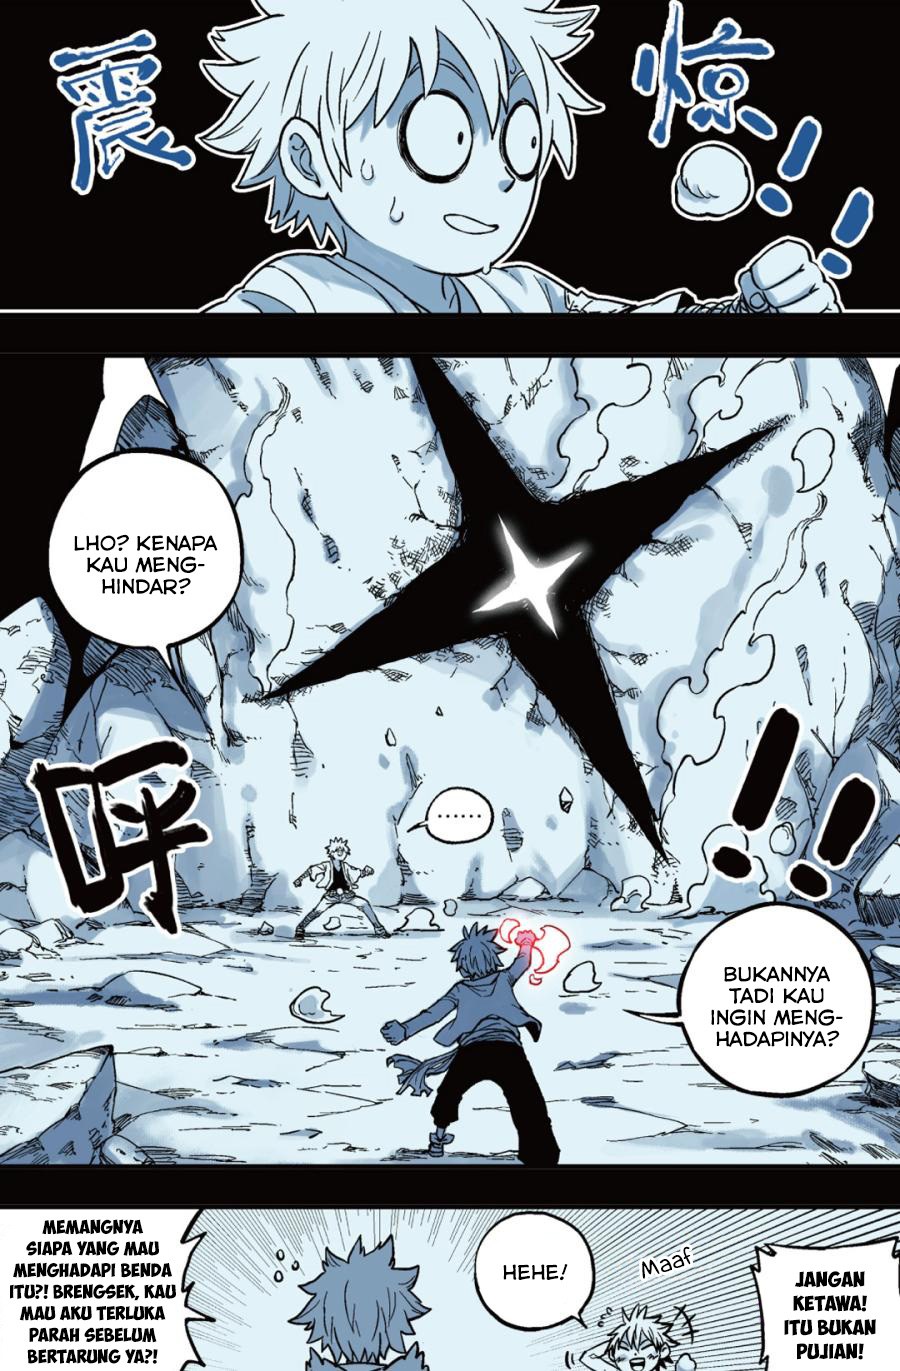 震惊!!
LHO? KENAPA
KAU MENG-
HINDAR?
呼!!
......
BUKANNYA
TADI KAU
INGIN MENG-
HADAPINYA?
MEMANGNYA
SIAPA YANG MAU
MENGHADAPI BENDA
ITU?! BRENGSEK, KAU
MAU AKU TERLUKA
PARAH SEBELUM
BERTARUNG YA?!
HEHE!
Maaf
JANGAN
KETAWA!
ITU BUKAN
PUJIAN!